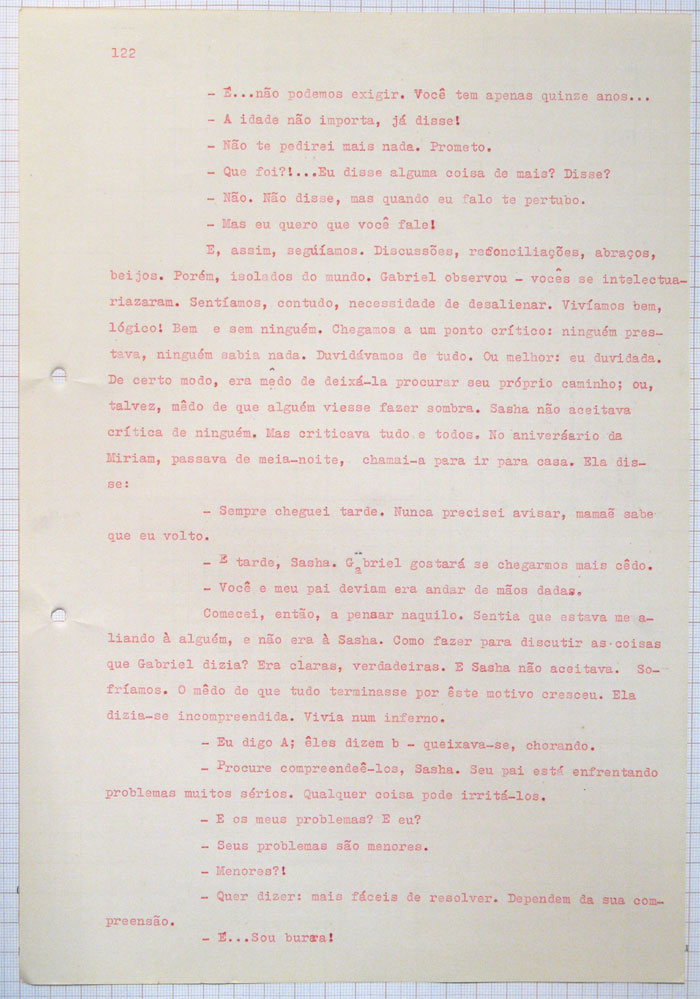 122
- É...não podemos exigir. Você tem apenas quinze anos...
- A idade não importa, já disse!
- Não te pedirei mais nada. Prometo.
- Que foi?!...Eu disse alguma coisa de mais? Disse?
- Não. Não disse, mas quando eu falo te pertubo.
- Mas eu quero que você fale!
E, assim, seguíamos. Discussões, reconciliações, abraços,
beijos. Porém, isolados do mundo. Gabriel observou - vocês se intelectua-
riazaram. Sentíamos, contudo, necessidade de desalienar. Vivíamos bem,
lógico! Bem e sem ninguém. Chegamos a um ponto crítico: ninguém pres-
tava, ninguém sabia nada. Duvidávamos de tudo. Ou melhor: eu duvidada.
De certo modo, era mêdo de deixá-la procurar seu próprio caminho; ou,
talvez, mêdo de que alguém viesse fazer sombra. Sasha não aceitava
crítica de ninguém. Mas criticava tudo e todos. No aniversário da
Miriam, passava de meia-noite, chamai-a para ir para casa. Ela dis-
se:
- Sempre cheguei tarde. Nunca precisei avisar, mamaê sabe
que eu volto.
- É tarde, Sasha. Gabriel gostará se chegarmos mais cêdo.
- Você e meu pai deviam era andar de mãos dadas.
Comecei, então, a pensar naquilo. Sentia que estava me a-
liando à alguém, e não era à Sasha. Como fazer para discutir as coisas
que Gabriel dizia? Era claras, verdadeiras. E Sasha não aceitava. So-
fríamos. O mêdo de que tudo terminasse por êste motivo cresceu. Ela
dizia-se incompreendida. Vivia num inferno.
- Eu digo A; êles dizem b - queixava-se, chorando.
- Procure compreendeê-los, Sasha. Seu pai está enfrentando
problemas muitos sérios. Qualquer coisa pode irritá-los.
- E os meus problemas? E eu?
- Seus problemas são menores.
- Menores?!
- Quer dizer: mais fáceis de resolver. Dependem da sua com-
preensão.
- É...Sou burra!